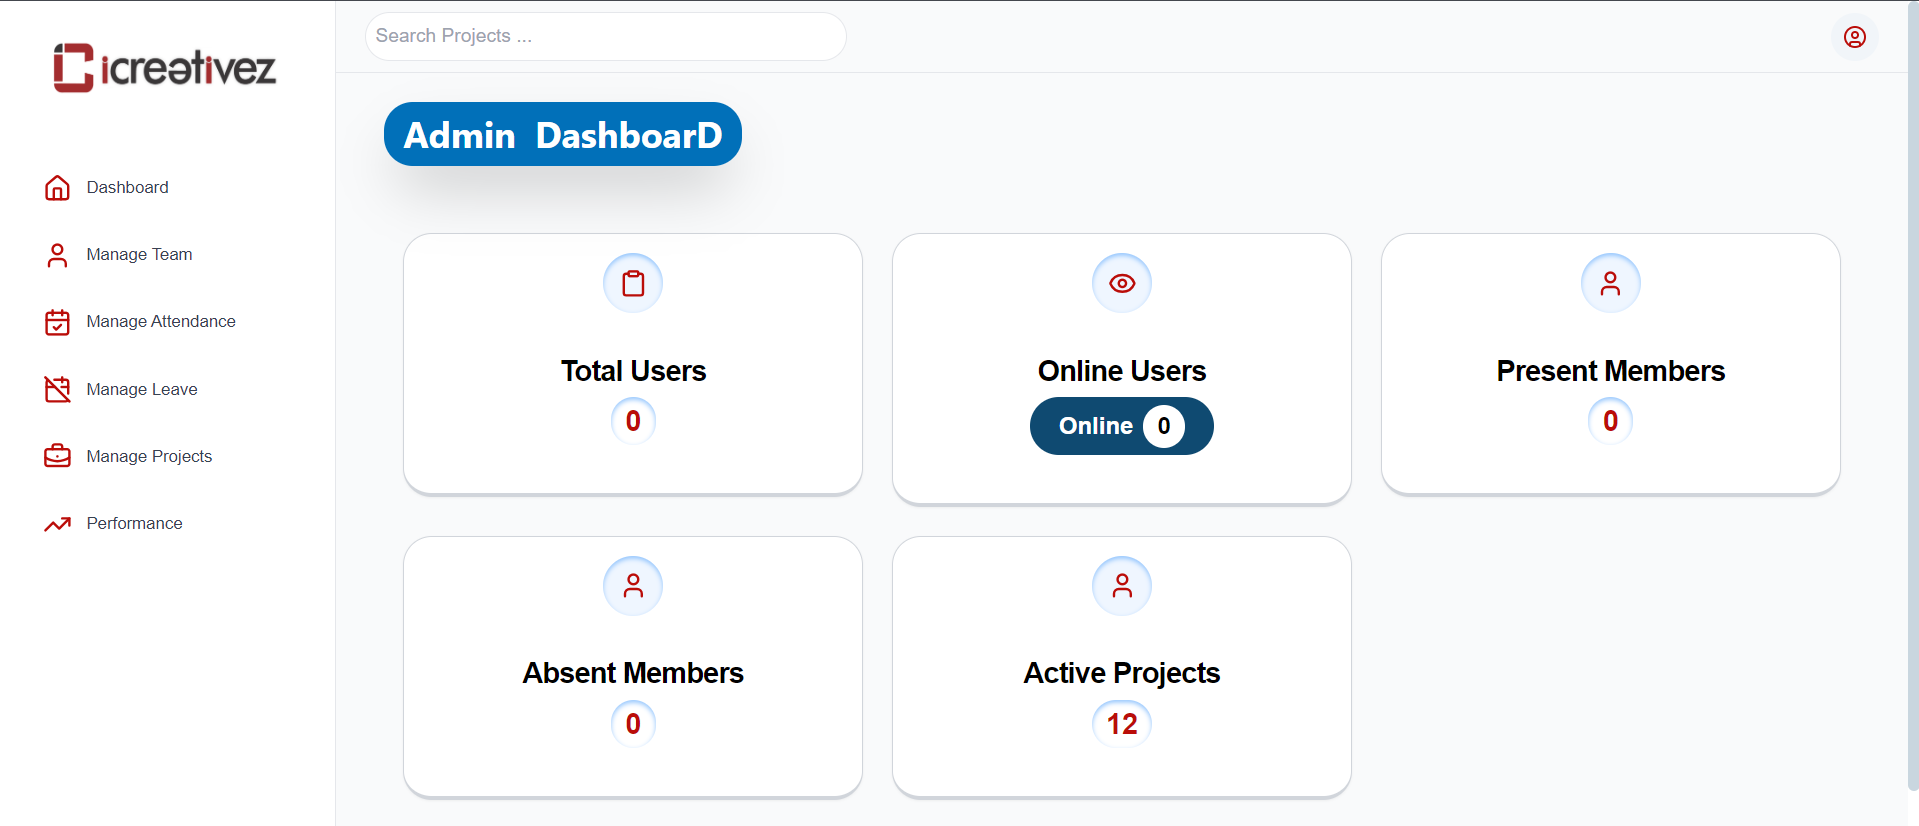 icreativez
Search Projects ...
Admin DashboarD
Dashboard
Manage Team
Manage Attendance
Manage Leave
Manage Projects
Performance
Total Users
0
Online Users
Online 0
Present Members
0
Absent Members
0
Active Projects
12